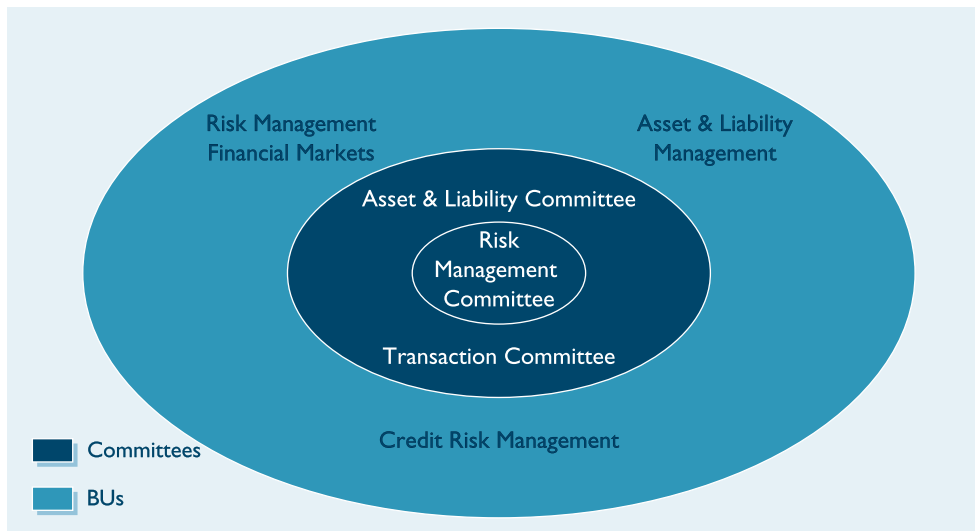 Risk Management
Financial Markets
Asset & Liability
Management
Asset & Liability Committee
Risk
Management
Committee
Transaction Committee
Credit Risk Management
Committees
BUs